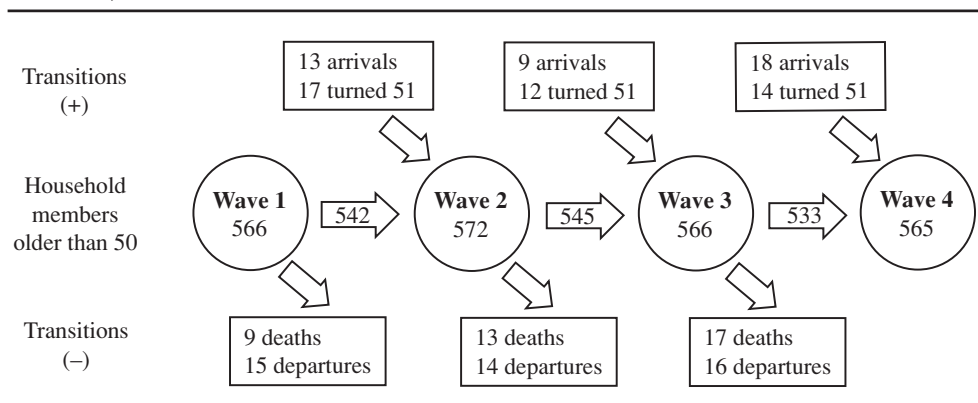 13 arrivals
17 turned 51
9 arrivals
12 turned 51
18 arrivals
14 turned 51
Transitions
(+)
Household
members
older than 50
Wave 1
566
542
Wave 2
572
545
Wave 3
566
533
Wave 4
565
Transitions
(–)
9 deaths
15 departures
13 deaths
14 departures
17 deaths
16 departures